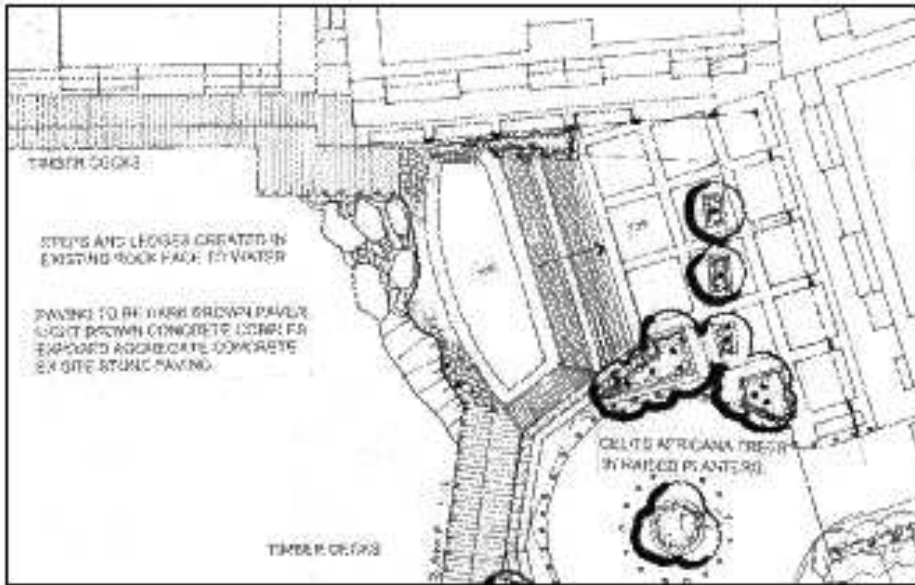 TIMBER DECKS
STEPS AND LEDGES CREATED IN
EXISTING ROCK FACE TO WATER
PAVING TO BE DARK BROWN PAVER
LIGHT BROWN CONCRETE COBBLES
EXPOSED AGGREGATE CONCRETE
EX SITE STONE PAVING
CELTIS AFRICANA TREES
IN RAISED PLANTERS
TIMBER DECKS